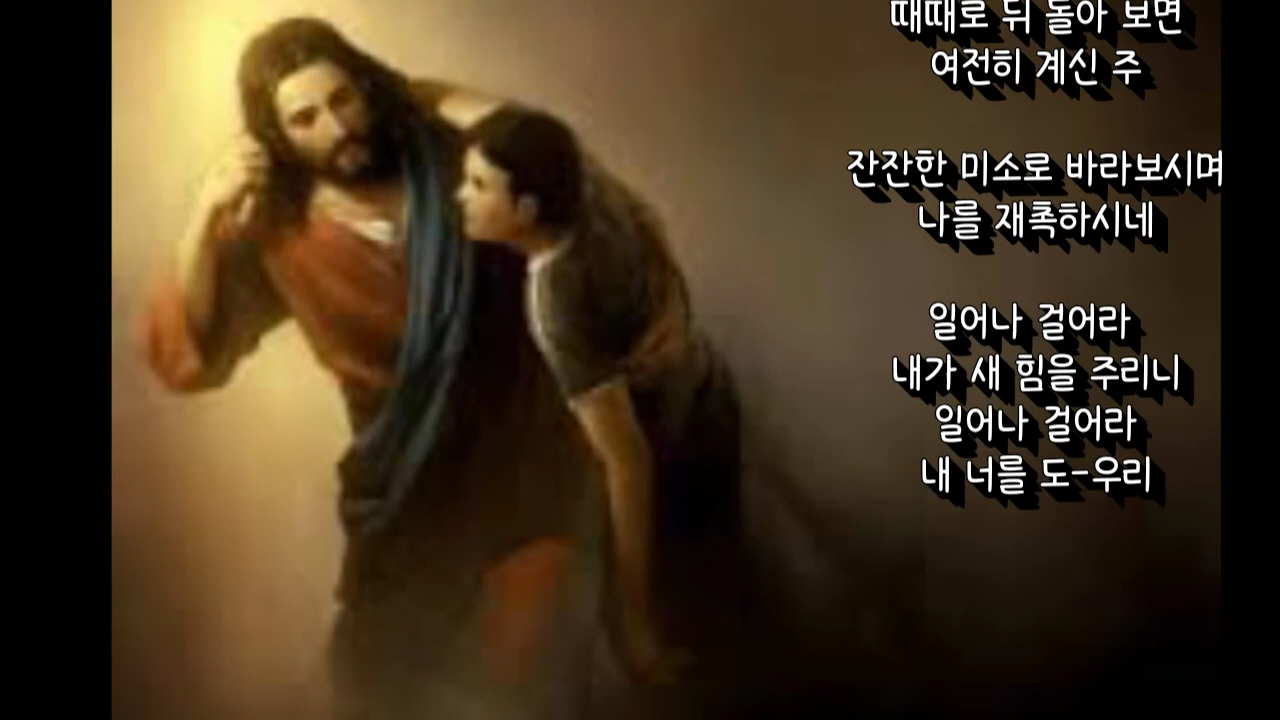 때때로 뒤 돌아 보면
여전히 계신 주
잔잔한 미소로 바라보시며
나를 재촉하시네
일어나 걸어라
내가 새 힘을 주리니
일어나 걸어라
내 너를 도-우리